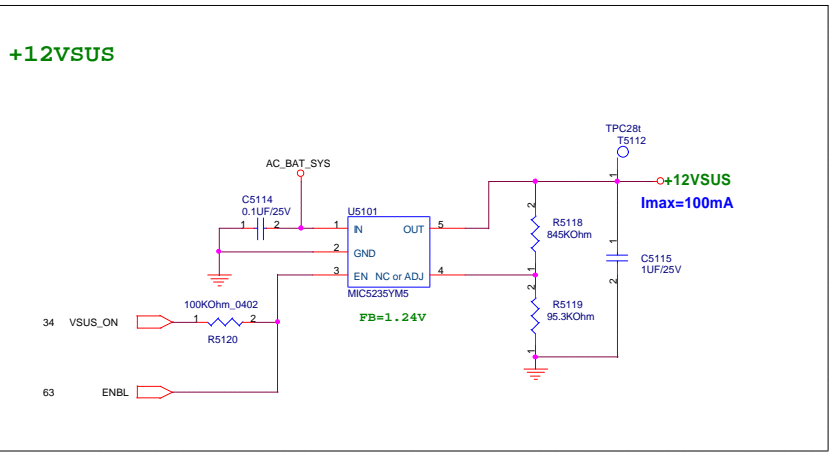 +12VSUS
TPC28t
T5112
1
AC_BAT_SYS
+12VSUS
Imax=100mA
C5114
0.1UF/25V
U5101
1 2
1 IN OUT 5
2 GND
3 EN NC or ADJ 4
MIC5235YM5
FB=1.24V
2
R5118
845KOhm
1
1
C5115
1UF/25V
2
2
R5119
95.3KOhm
1
100KOhm_0402
34 VSUS_ON 1 2
R5120
63 ENBL